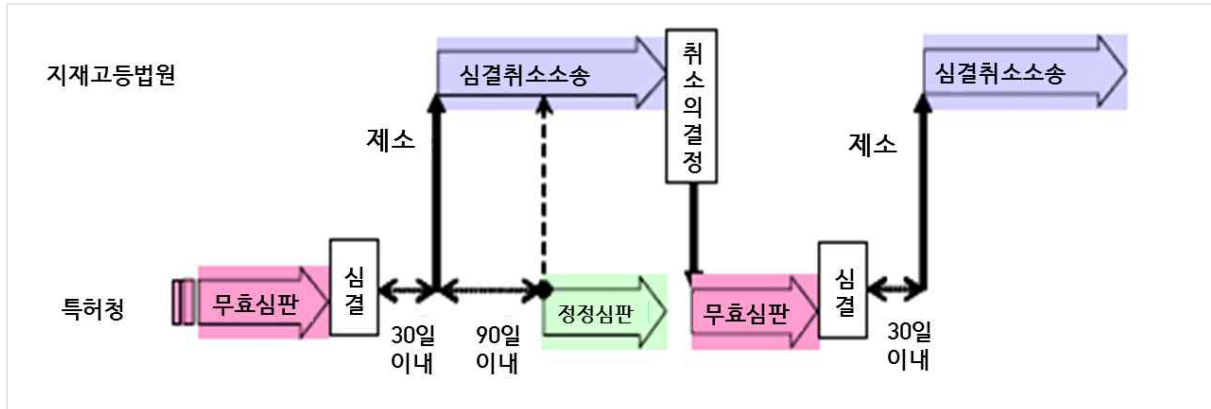 지재고등법원
심결취소소송
취
소
의
결
정
심결취소소송
제소
제소
특허청
무효심판
심
결
30일
이내
90일
이내
정정심판
무효심판
심
결
30일
이내